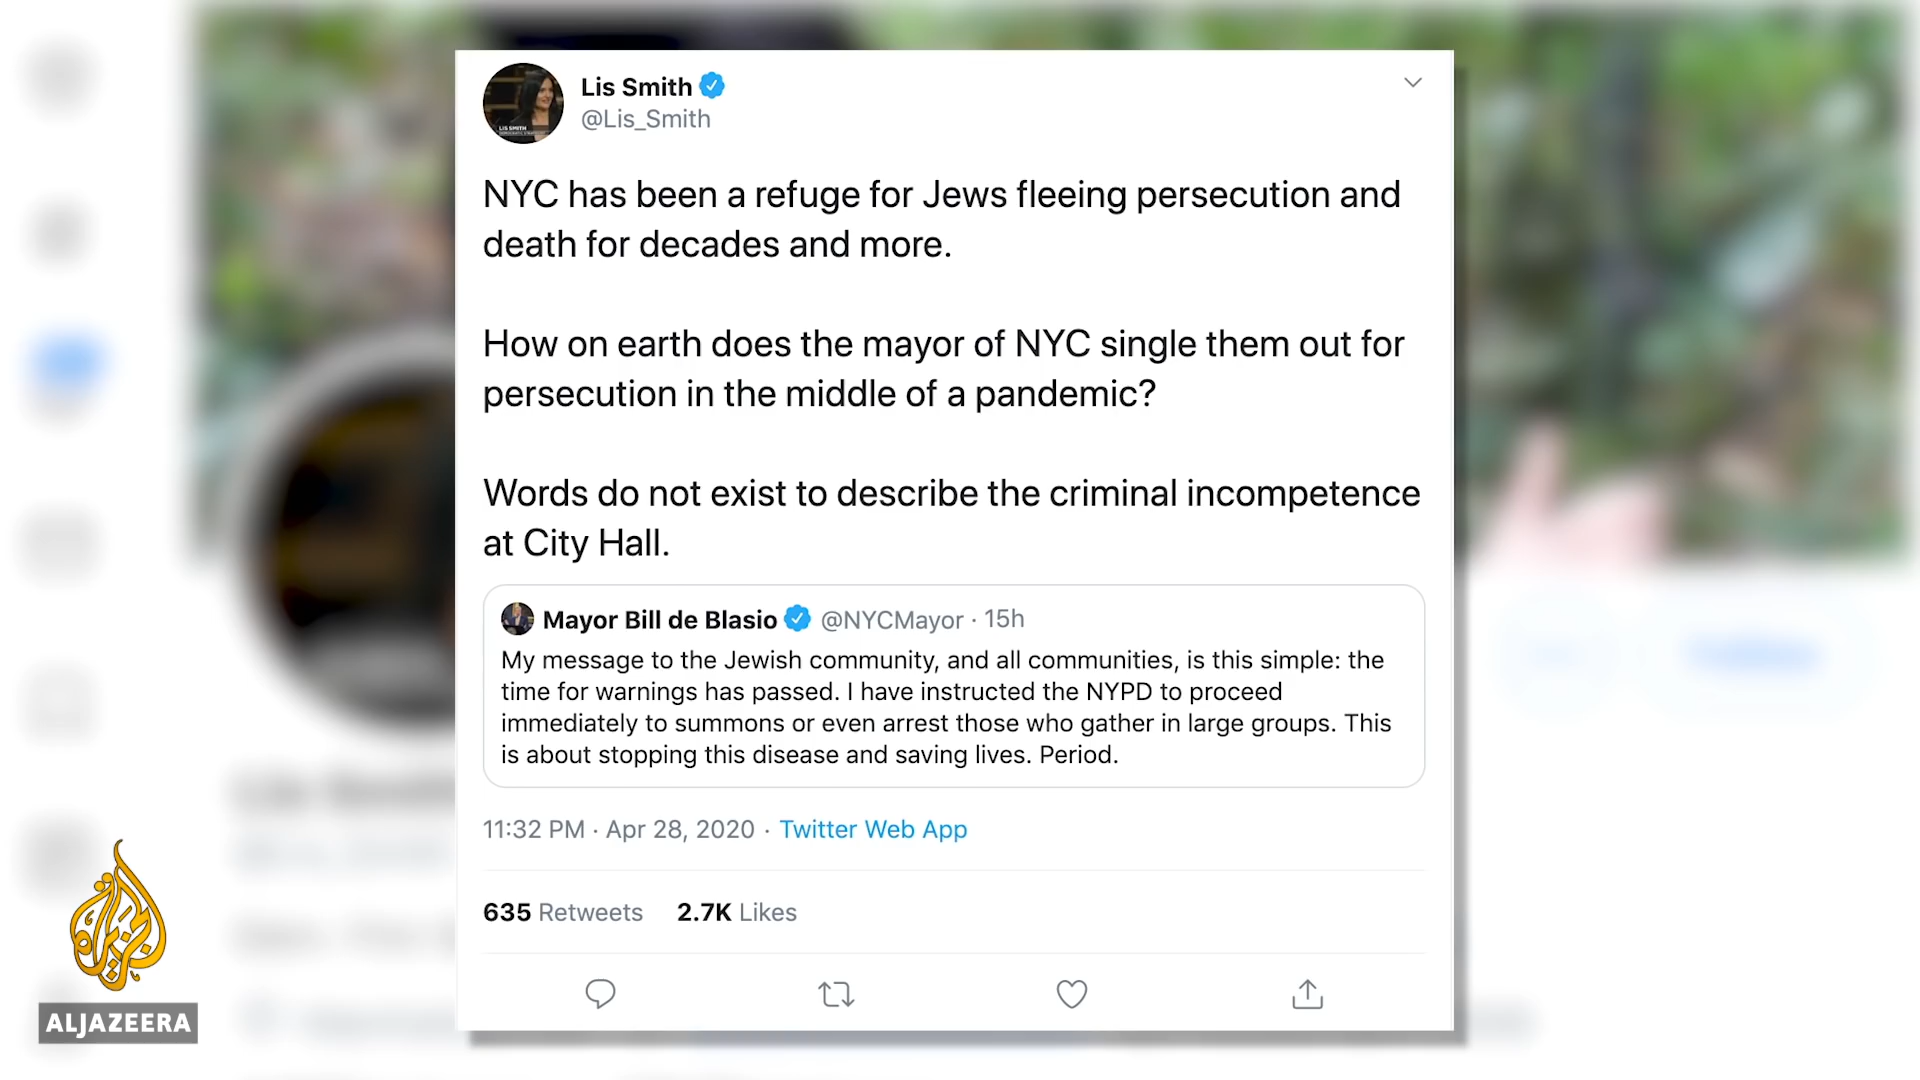 Lis Smith
@Lis_Smith
NYC has been a refuge for Jews fleeing persecution and
death for decades and more.
How on earth does the mayor of NYC single them out for
persecution in the middle of a pandemic?
Words do not exist to describe the criminal incompetence
at City Hall.
Mayor Bill de Blasio @NYCMayor · 15h
My message to the Jewish community, and all communities, is this simple: the
time for warnings has passed. I have instructed the NYPD to proceed
immediately to summons or even arrest those who gather in large groups. This
is about stopping this disease and saving lives. Period.
11:32 PM · Apr 28, 2020 · Twitter Web App
635 Retweets 2.7K Likes
الجزيرة
ALJAZEERA